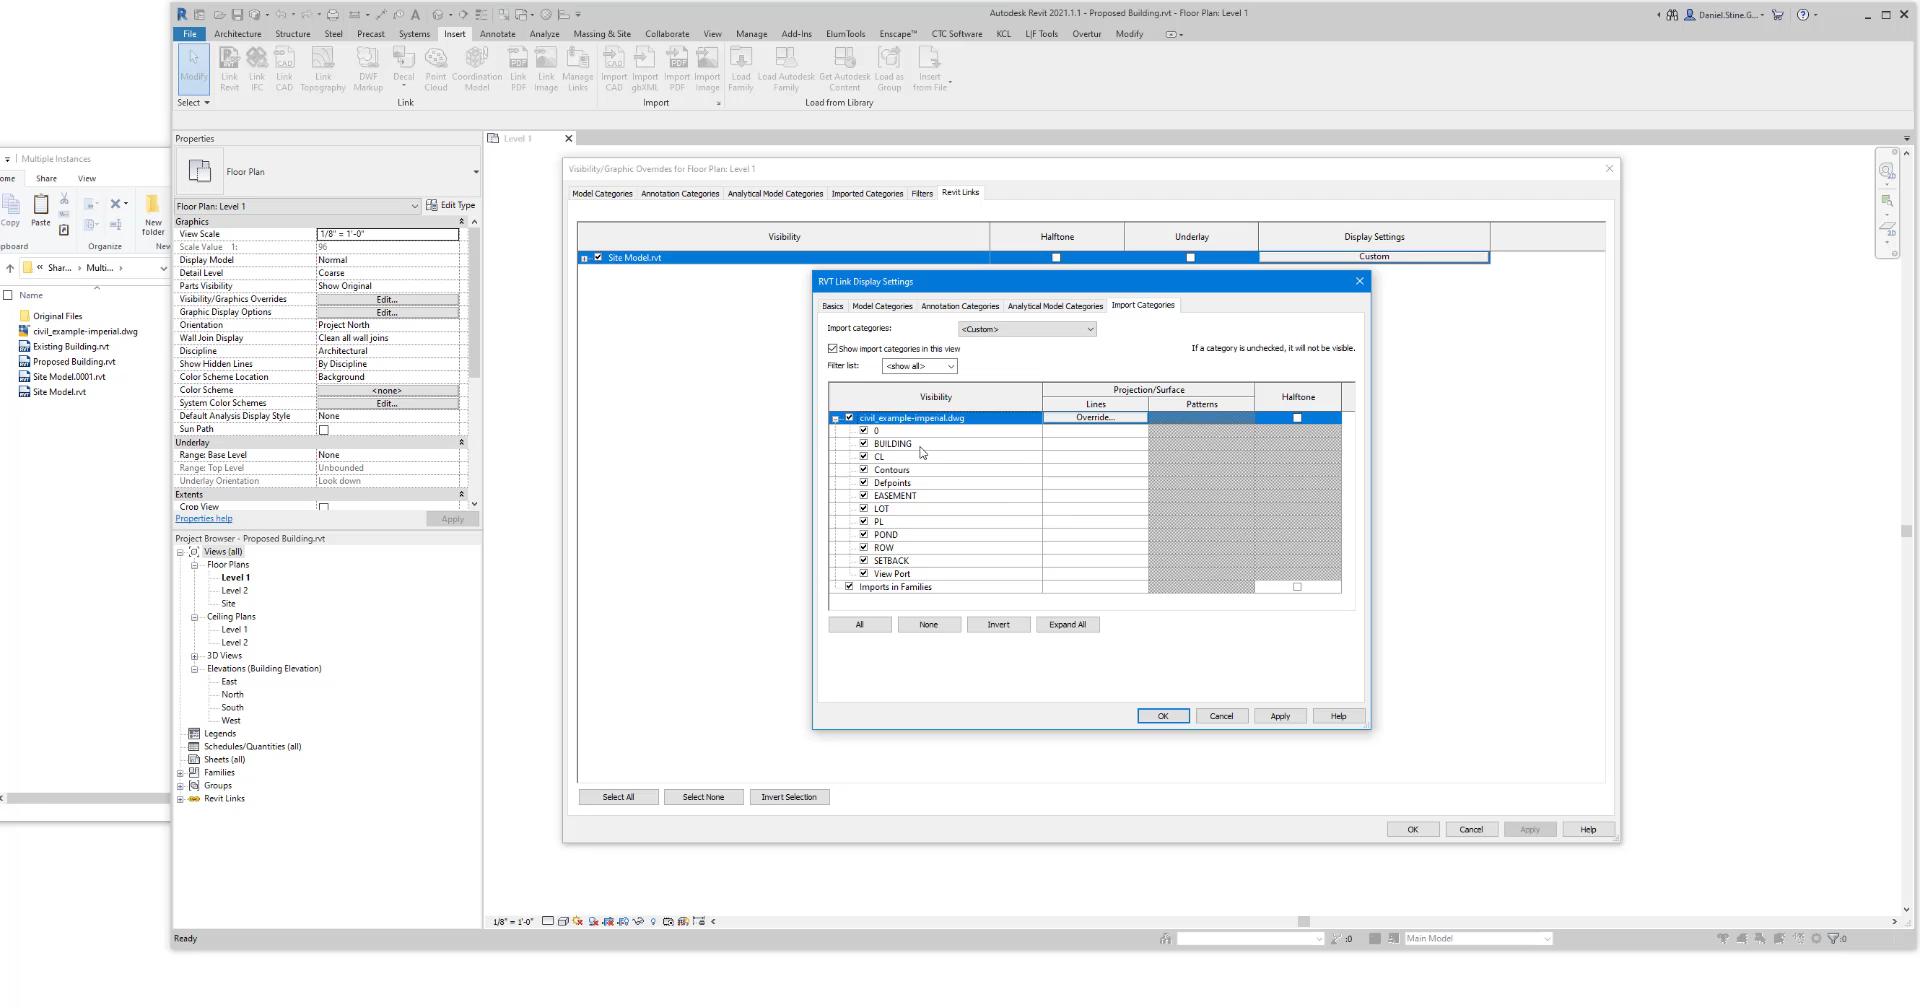 Autodesk Revit 2021.1.1 - Proposed Building.rvt - Floor Plan: Level 1
Daniel.Stine.G...
File Architecture Structure Steel Precast Systems Insert Annotate Analyze Massing & Site Collaborate View Manage Add-Ins ElumTools Enscape™ CTC Software KCL L|F Tools Overtur Modify
Modify
Link Revit
Link IFC
Link CAD
Link Topography
DWF Markup
Decal
Point Cloud
Coordination Model
Link PDF
Link Image
Manage Links
Import CAD
Import gbXML
Import PDF
Import Image
Load Family
Load Autodesk Family
Get Autodesk Content
Load as Group
Insert from File
Select
Link
Import
Load from Library
Multiple Instances
ome Share View
Copy
Paste
New folder
pboard
Organize
New
« Shar... › Multi... ›
Name
Original Files
civil_example-imperial.dwg
Existing Building.rvt
Proposed Building.rvt
Site Model.0001.rvt
Site Model.rvt
Properties
Floor Plan
Floor Plan: Level 1
Edit Type
Graphics
View Scale 1/8" = 1'-0"
Scale Value 1: 96
Display Model Normal
Detail Level Coarse
Parts Visibility Show Original
Visibility/Graphics Overrides Edit...
Graphic Display Options Edit...
Orientation Project North
Wall Join Display Clean all wall joins
Discipline Architectural
Show Hidden Lines By Discipline
Color Scheme Location Background
Color Scheme <none>
System Color Schemes Edit...
Default Analysis Display Style None
Sun Path
Underlay
Range: Base Level None
Range: Top Level Unbounded
Underlay Orientation Look down
Extents
Crop View
Properties help
Apply
Project Browser - Proposed Building.rvt
Views (all)
Floor Plans
Level 1
Level 2
Site
Ceiling Plans
Level 1
Level 2
3D Views
Elevations (Building Elevation)
East
North
South
West
Legends
Schedules/Quantities (all)
Sheets (all)
Families
Groups
Revit Links
Level 1
Visibility/Graphic Overrides for Floor Plan: Level 1
Model Categories Annotation Categories Analytical Model Categories Imported Categories Filters Revit Links
Visibility Halftone Underlay Display Settings
Site Model.rvt Custom
RVT Link Display Settings
Basics Model Categories Annotation Categories Analytical Model Categories Import Categories
Import categories: <Custom>
Show import categories in this view
If a category is unchecked, it will not be visible.
Filter list: <show all>
Visibility
Projection/Surface
Lines
Patterns
Halftone
civil_example-imperial.dwg Override...
0
BUILDING
CL
Contours
Defpoints
EASEMENT
LOT
PL
POND
ROW
SETBACK
View Port
Imports in Families
All None Invert Expand All
OK Cancel Apply Help
Select All Select None Invert Selection
OK Cancel Apply Help
1/8" = 1'-0"
Ready
:0
Main Model
:0